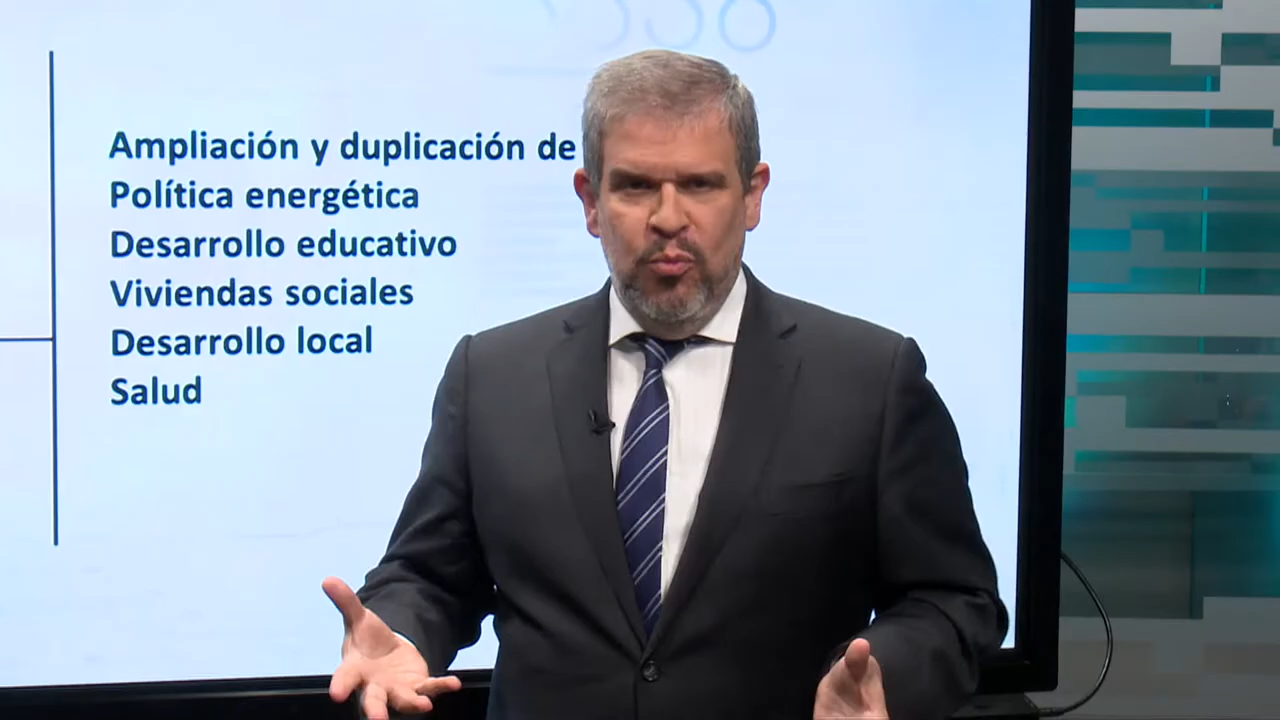 Ampliación y duplicación de
Política energética
Desarrollo educativo
Viviendas sociales
Desarrollo local
Salud